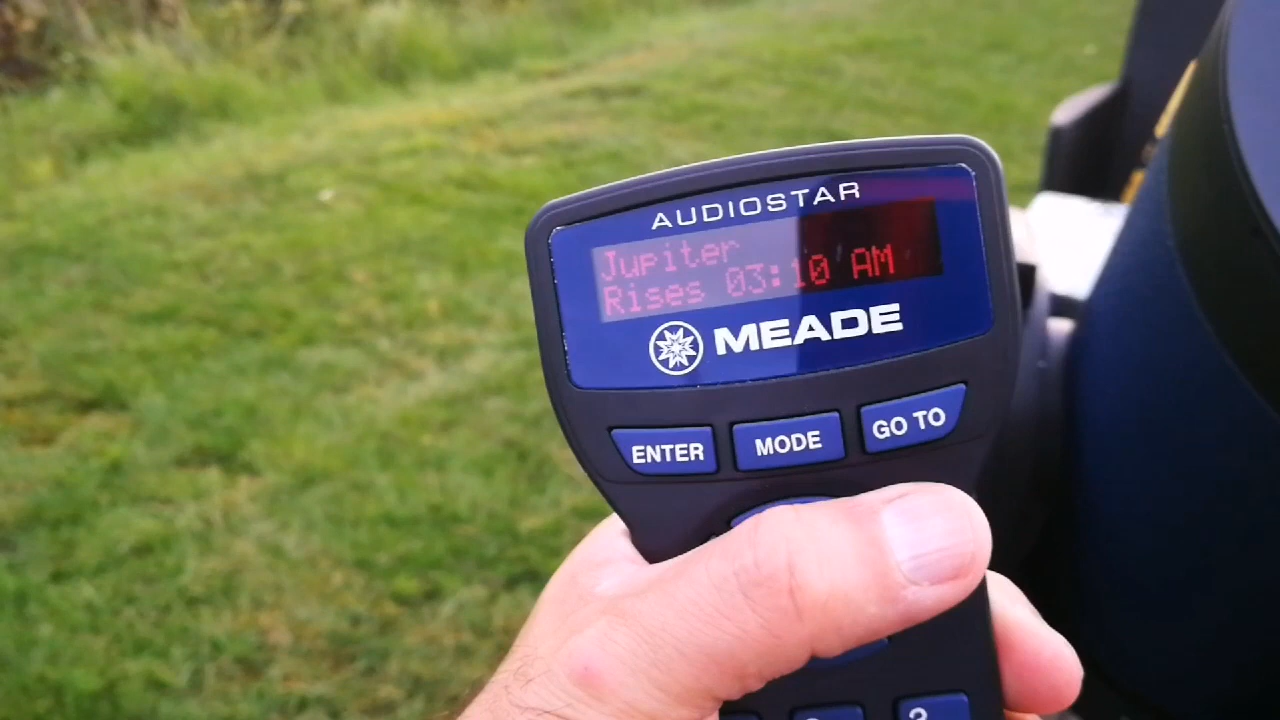 AUDIOSTAR
Jupiter
Rises 03:10 AM
MEADE
ENTER
MODE
GO TO